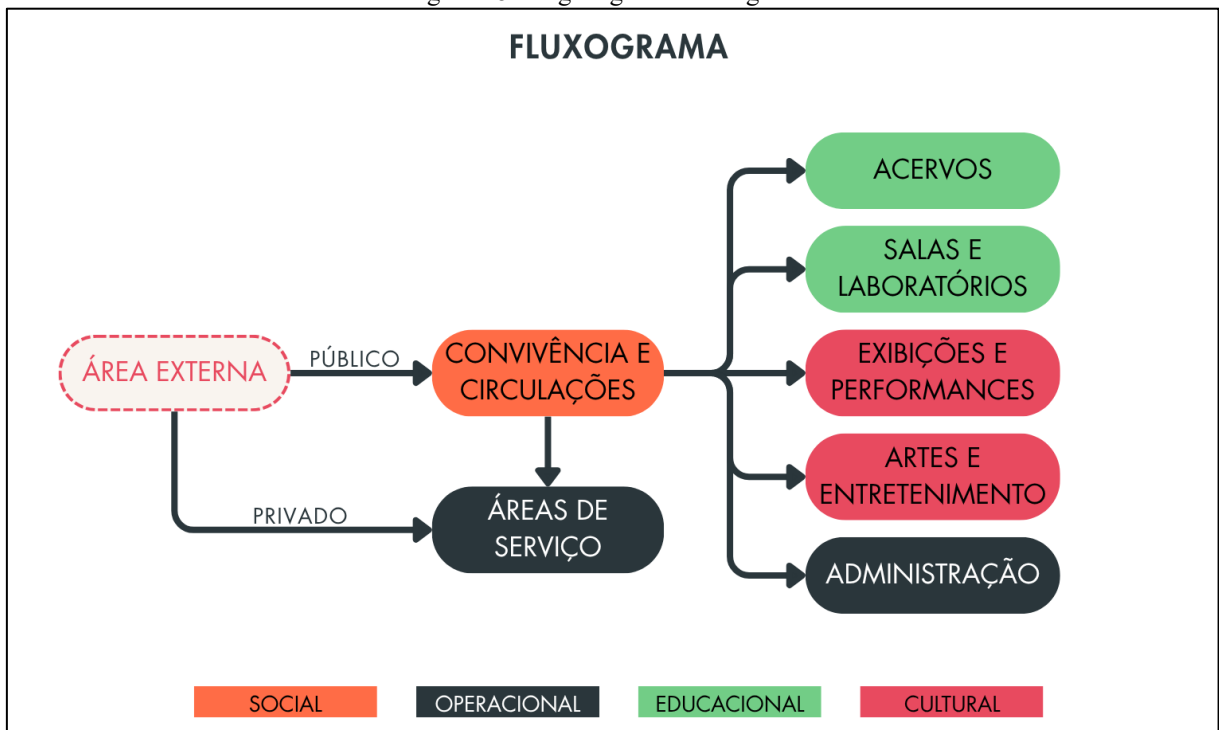 FLUXOGRAMA
ACERVOS
SALAS E
LABORATÓRIOS
ÁREA EXTERNA
PÚBLICO
CONVIVÊNCIA E
CIRCULAÇÕES
EXIBIÇÕES E
PERFORMANCES
ARTES E
ENTRETENIMENTO
PRIVADO
ÁREAS DE
SERVIÇO
ADMINISTRAÇÃO
SOCIAL
OPERACIONAL
EDUCACIONAL
CULTURAL